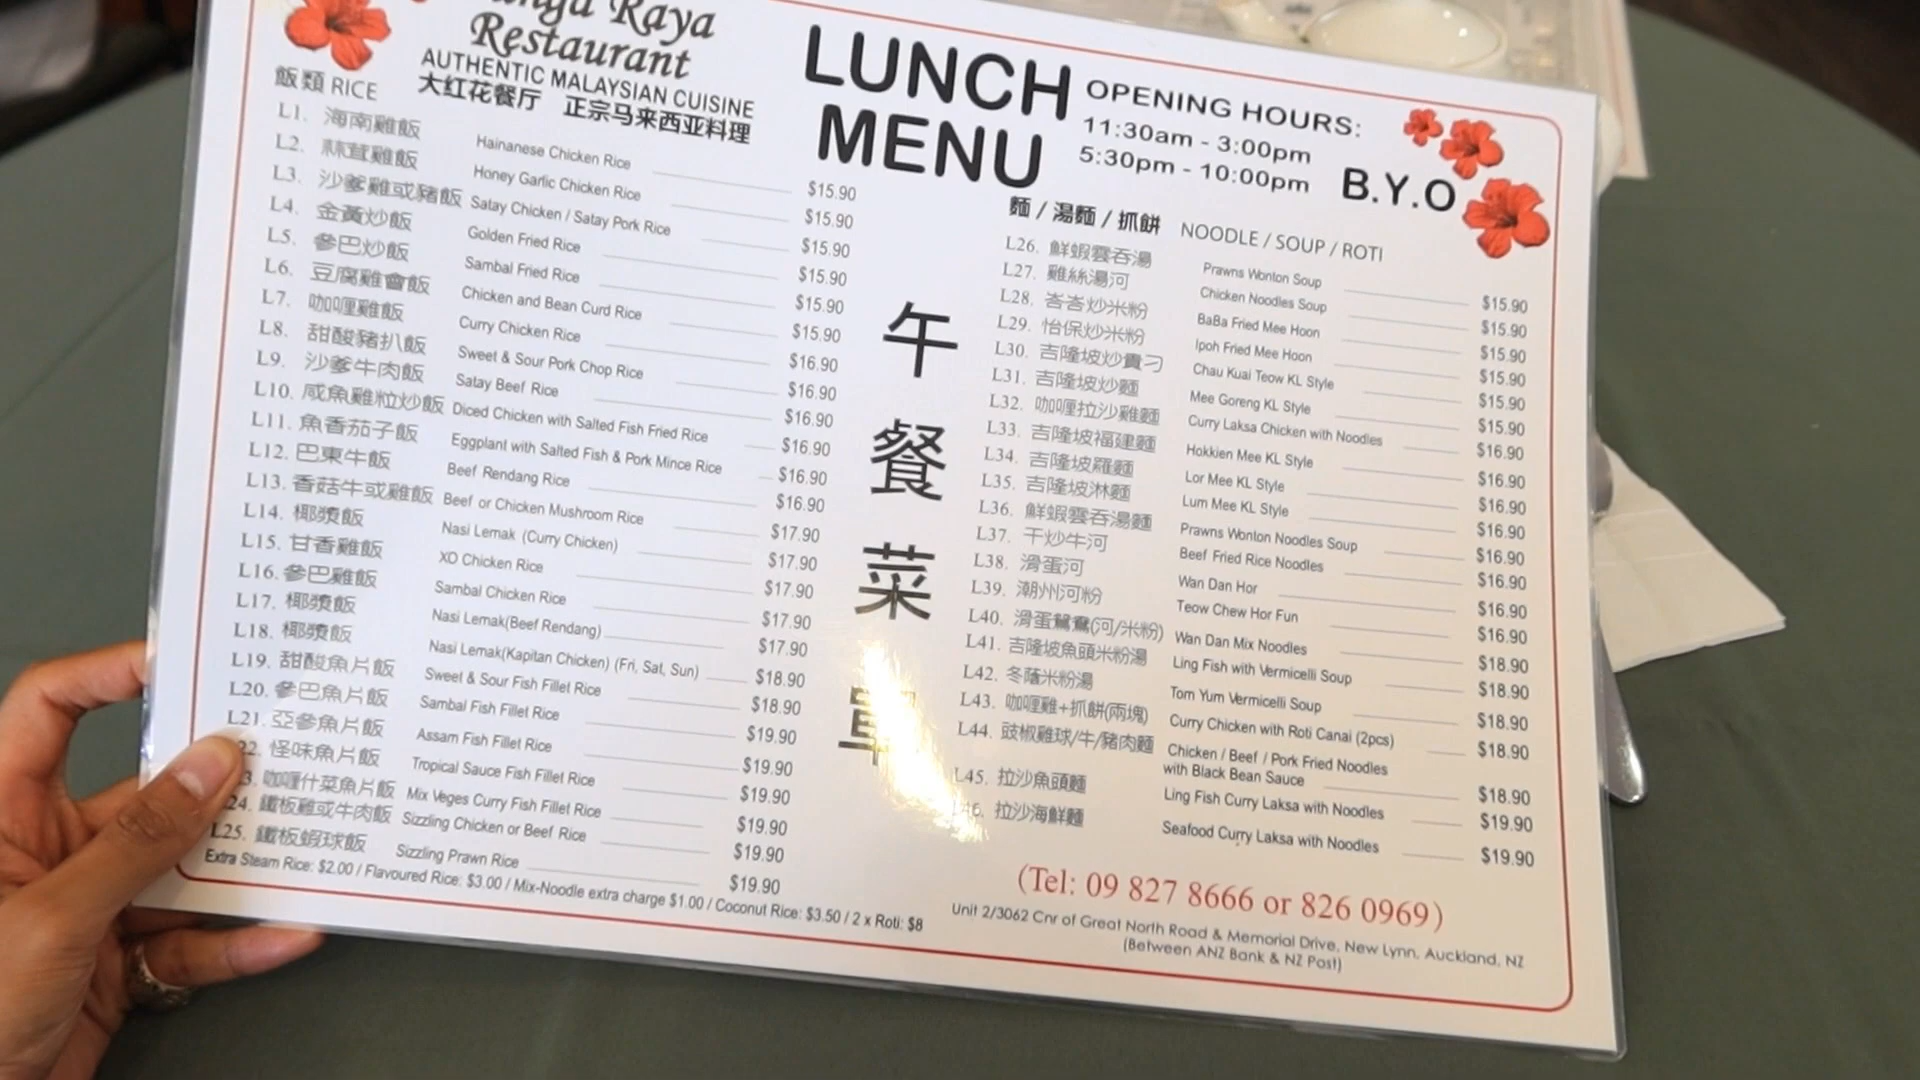 Raya
Restaurant
AUTHENTIC MALAYSIAN CUISINE
大红花餐厅 正宗马来西亚料理
LUNCH
MENU
OPENING HOURS:
11:30am - 3:00pm
5:30pm - 10:00pm
B.Y.O
午餐菜單
飯類 RICE
L1. 海南雞飯 Hainanese Chicken Rice $15.90
L2. 蒜茸雞飯 Honey Garlic Chicken Rice $15.90
L3. 沙爹雞或豬飯 Satay Chicken / Satay Pork Rice $15.90
L4. 金黃炒飯 Golden Fried Rice $15.90
L5. 參巴炒飯 Sambal Fried Rice $15.90
L6. 豆腐雞會飯 Chicken and Bean Curd Rice $15.90
L7. 咖喱雞飯 Curry Chicken Rice $16.90
L8. 甜酸豬扒飯 Sweet & Sour Pork Chop Rice $16.90
L9. 沙爹牛肉飯 Satay Beef Rice $16.90
L10. 咸魚雞粒炒飯 Diced Chicken with Salted Fish Fried Rice $16.90
L11. 魚香茄子飯 Eggplant with Salted Fish & Pork Mince Rice $16.90
L12. 巴東牛飯 Beef Rendang Rice $16.90
L13. 香菇牛或雞飯 Beef or Chicken Mushroom Rice $17.90
L14. 椰漿飯 Nasi Lemak (Curry Chicken) $17.90
L15. 甘香雞飯 XO Chicken Rice $17.90
L16. 參巴雞飯 Sambal Chicken Rice $17.90
L17. 椰漿飯 Nasi Lemak(Beef Rendang) $17.90
L18. 椰漿飯 Nasi Lemak(Kapitan Chicken) (Fri, Sat, Sun) $18.90
L19. 甜酸魚片飯 Sweet & Sour Fish Fillet Rice $18.90
L20. 參巴魚片飯 Sambal Fish Fillet Rice $19.90
L21. 亞參魚片飯 Assam Fish Fillet Rice $19.90
22. 怪味魚片飯 Tropical Sauce Fish Fillet Rice $19.90
3. 咖喱什菜魚片飯 Mix Veges Curry Fish Fillet Rice $19.90
24. 鐵板雞或牛肉飯 Sizzling Chicken or Beef Rice $19.90
L25. 鐵板蝦球飯 Sizzling Prawn Rice $19.90
Extra Steam Rice: $2.00 / Flavoured Rice: $3.00 / Mix-Noodle extra charge $1.00 / Coconut Rice: $3.50 / 2 x Roti: $8
麵 / 湯麵 / 抓餅 NOODLE / SOUP / ROTI
L26. 鮮蝦雲吞湯 Prawns Wonton Soup $15.90
L27. 雞絲湯河 Chicken Noodles Soup $15.90
L28. 峇峇炒米粉 BaBa Fried Mee Hoon $15.90
L29. 怡保炒米粉 Ipoh Fried Mee Hoon $15.90
L30. 吉隆坡炒貴刁 Chau Kuai Teow KL Style $15.90
L31. 吉隆坡炒麵 Mee Goreng KL Style $15.90
L32. 咖喱拉沙雞麵 Curry Laksa Chicken with Noodles $16.90
L33. 吉隆坡福建麵 Hokkien Mee KL Style $16.90
L34. 吉隆坡羅麵 Lor Mee KL Style $16.90
L35. 吉隆坡淋麵 Lum Mee KL Style $16.90
L36. 鮮蝦雲吞湯麵 Prawns Wonton Noodles Soup $16.90
L37. 干炒牛河 Beef Fried Rice Noodles $16.90
L38. 滑蛋河 Wan Dan Hor $16.90
L39. 潮州河粉 Teow Chew Hor Fun $16.90
L40. 滑蛋鴛鴦(河/米粉) Wan Dan Mix Noodles $18.90
L41. 吉隆坡魚頭米粉湯 Ling Fish with Vermicelli Soup $18.90
L42. 冬蔭米粉湯 Tom Yum Vermicelli Soup $18.90
L43. 咖喱雞+抓餅(兩塊) Curry Chicken with Roti Canai (2pcs) $18.90
L44. 豉椒雞球/牛/豬肉麵 Chicken / Beef / Pork Fried Noodles
with Black Bean Sauce $18.90
L45. 拉沙魚頭麵 Ling Fish Curry Laksa with Noodles $19.90
L46. 拉沙海鮮麵 Seafood Curry Laksa with Noodles $19.90
(Tel: 09 827 8666 or 826 0969)
Unit 2/3062 Cnr of Great North Road & Memorial Drive, New Lynn, Auckland, NZ
(Between ANZ Bank & NZ Post)